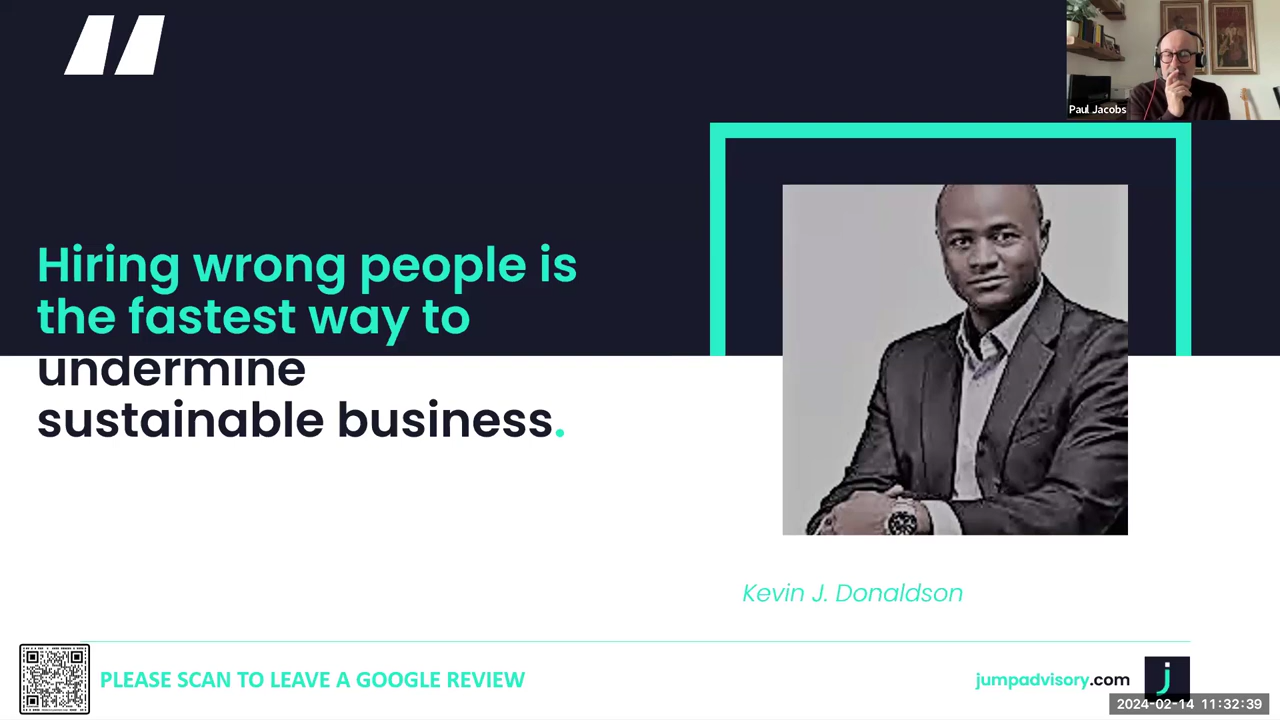 Paul Jacobs
Hiring wrong people is
the fastest way to
undermine
sustainable business.
Kevin J. Donaldson
PLEASE SCAN TO LEAVE A GOOGLE REVIEW
jumpadvisory.com
j
2024-02-14 11:32:39